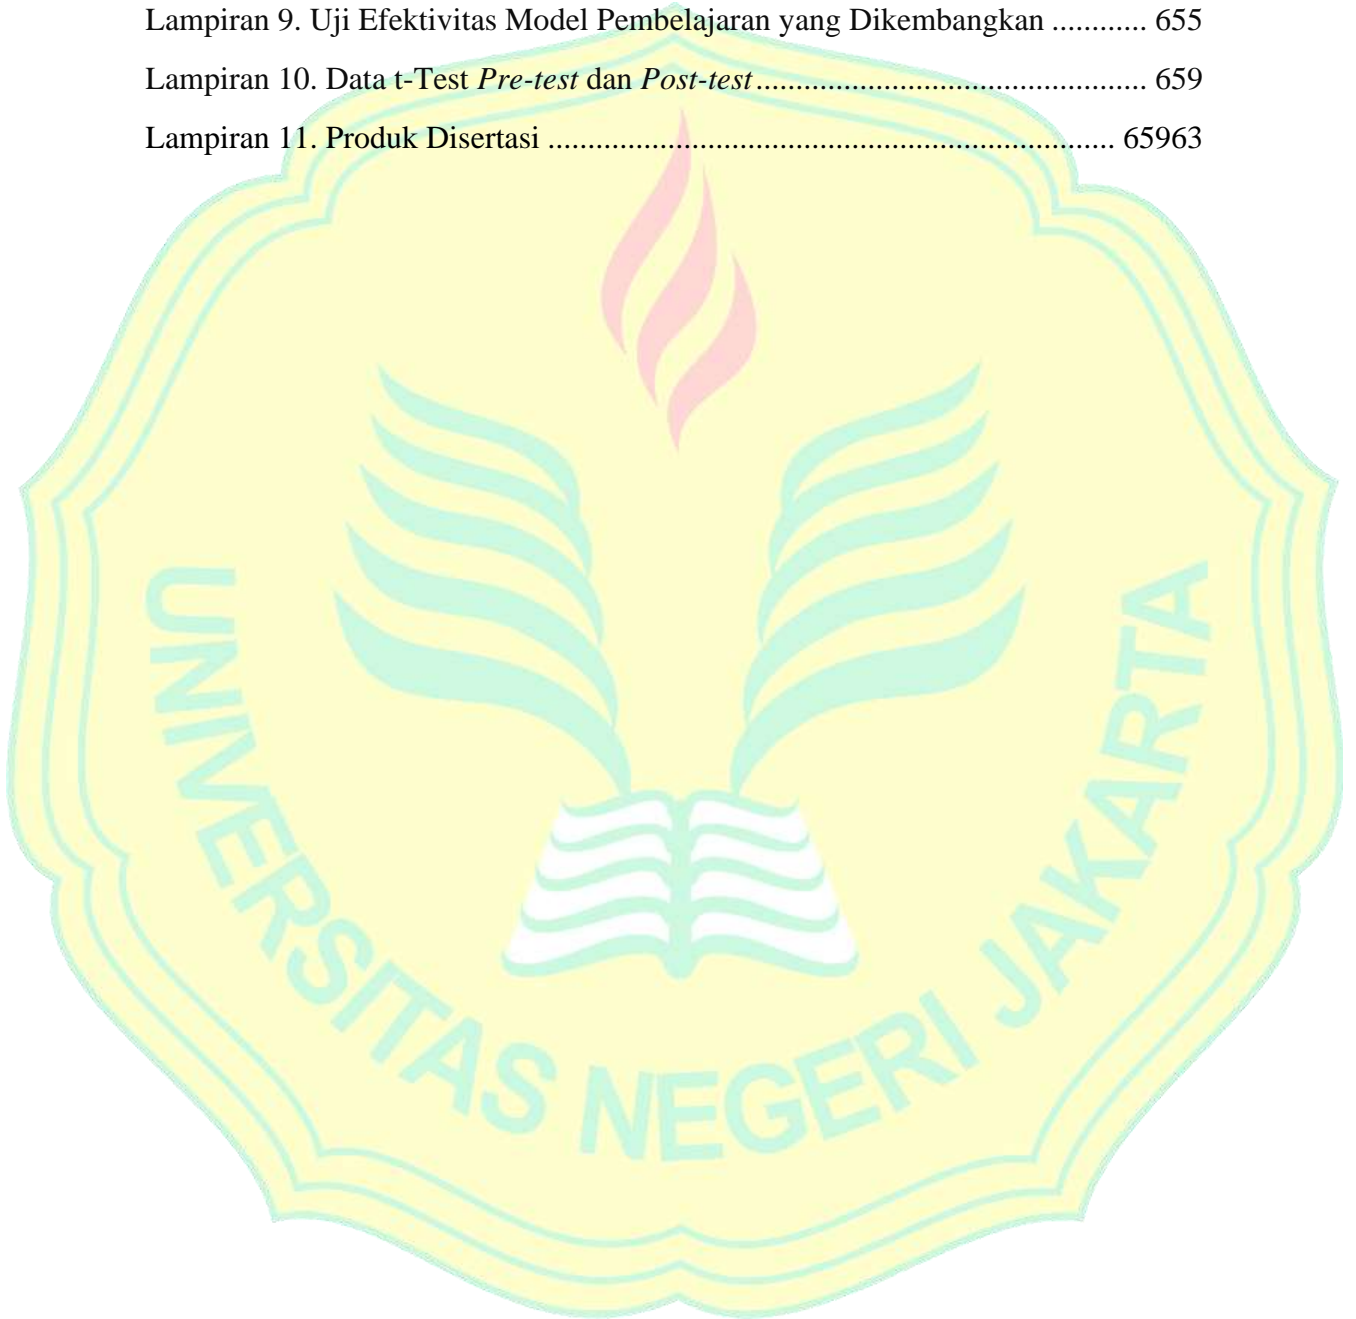 Lampiran 9. Uji Efektivitas Model Pembelajaran yang Dikembangkan ............ 655
Lampiran 10. Data t-Test Pre-test dan Post-test ................................................. 659
Lampiran 11. Produk Disertasi ....................................................................... 65963
UNIVERSITAS NEGERI JAKARTA